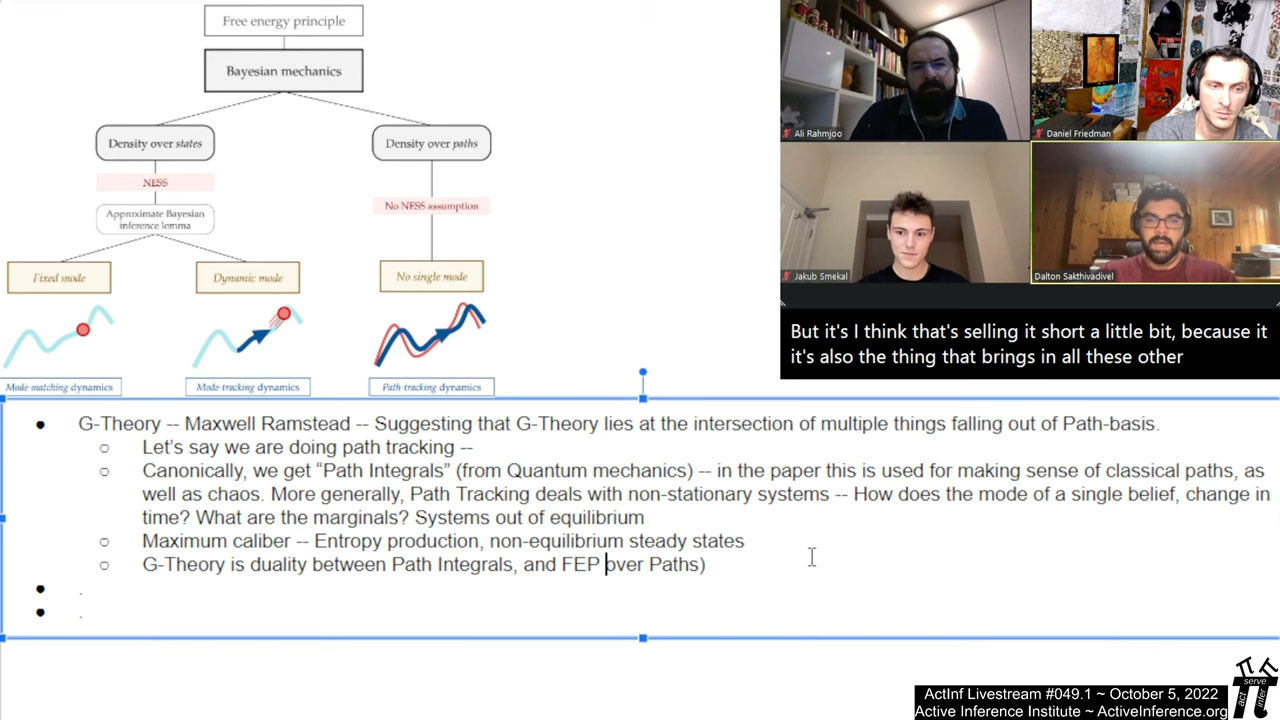 Free energy principle
Bayesian mechanics
Density over states
Density over paths
NESS
No NESS assumption
Approximate Bayesian
inference lemma
Fixed mode
Dynamic mode
No single mode
Mode-matching dynamics
Mode-tracking dynamics
Path-tracking dynamics
Ali Rahmjoo
Daniel Friedman
Jakub Smekal
Dalton Sakthivadivel
But it's I think that's selling it short a little bit, because it
it's also the thing that brings in all these other
● G-Theory -- Maxwell Ramstead -- Suggesting that G-Theory lies at the intersection of multiple things falling out of Path-basis.
○ Let's say we are doing path tracking --
○ Canonically, we get “Path Integrals” (from Quantum mechanics) -- in the paper this is used for making sense of classical paths, as
well as chaos. More generally, Path Tracking deals with non-stationary systems -- How does the mode of a single belief, change in
time? What are the marginals? Systems out of equilibrium
○ Maximum caliber -- Entropy production, non-equilibrium steady states
○ G-Theory is duality between Path Integrals, and FEP over Paths)
● .
● .
ActInf Livestream #049.1 ~ October 5, 2022
Active Inference Institute ~ ActiveInference.org
serve
act
infer